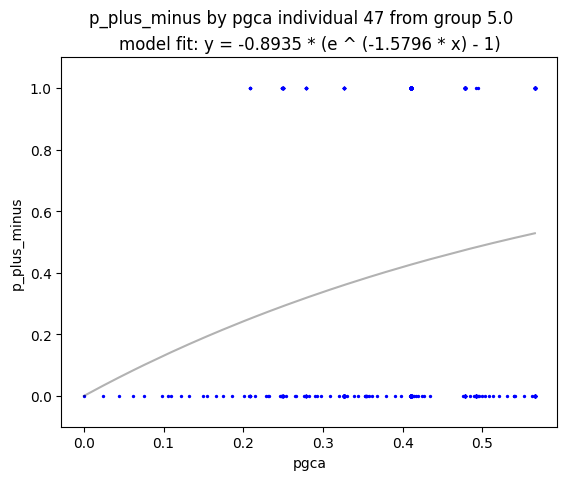 p_plus_minus by pgca individual 47 from group 5.0
model fit: y = -0.8935 * (e ^ (-1.5796 * x) - 1)
1.0
0.8
0.6
0.4
0.2
0.0
p_plus_minus
0.0 0.1 0.2 0.3 0.4 0.5
pgca